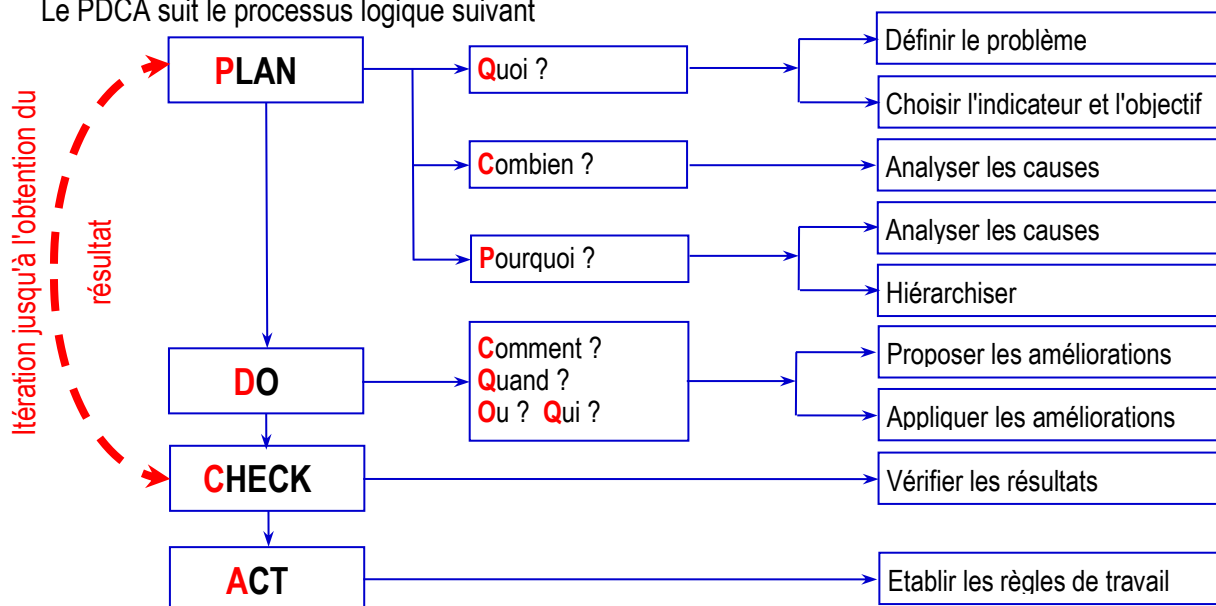 Le PDCA suit le processus logique suivant
Itération jusqu'à l'obtention du
résultat
PLAN
Quoi ?
Définir le problème
Choisir l'indicateur et l'objectif
Combien ?
Analyser les causes
Pourquoi ?
Analyser les causes
Hiérarchiser
DO
Comment ?
Quand ?
Ou ? Qui ?
Proposer les améliorations
Appliquer les améliorations
CHECK
Vérifier les résultats
ACT
Etablir les règles de travail